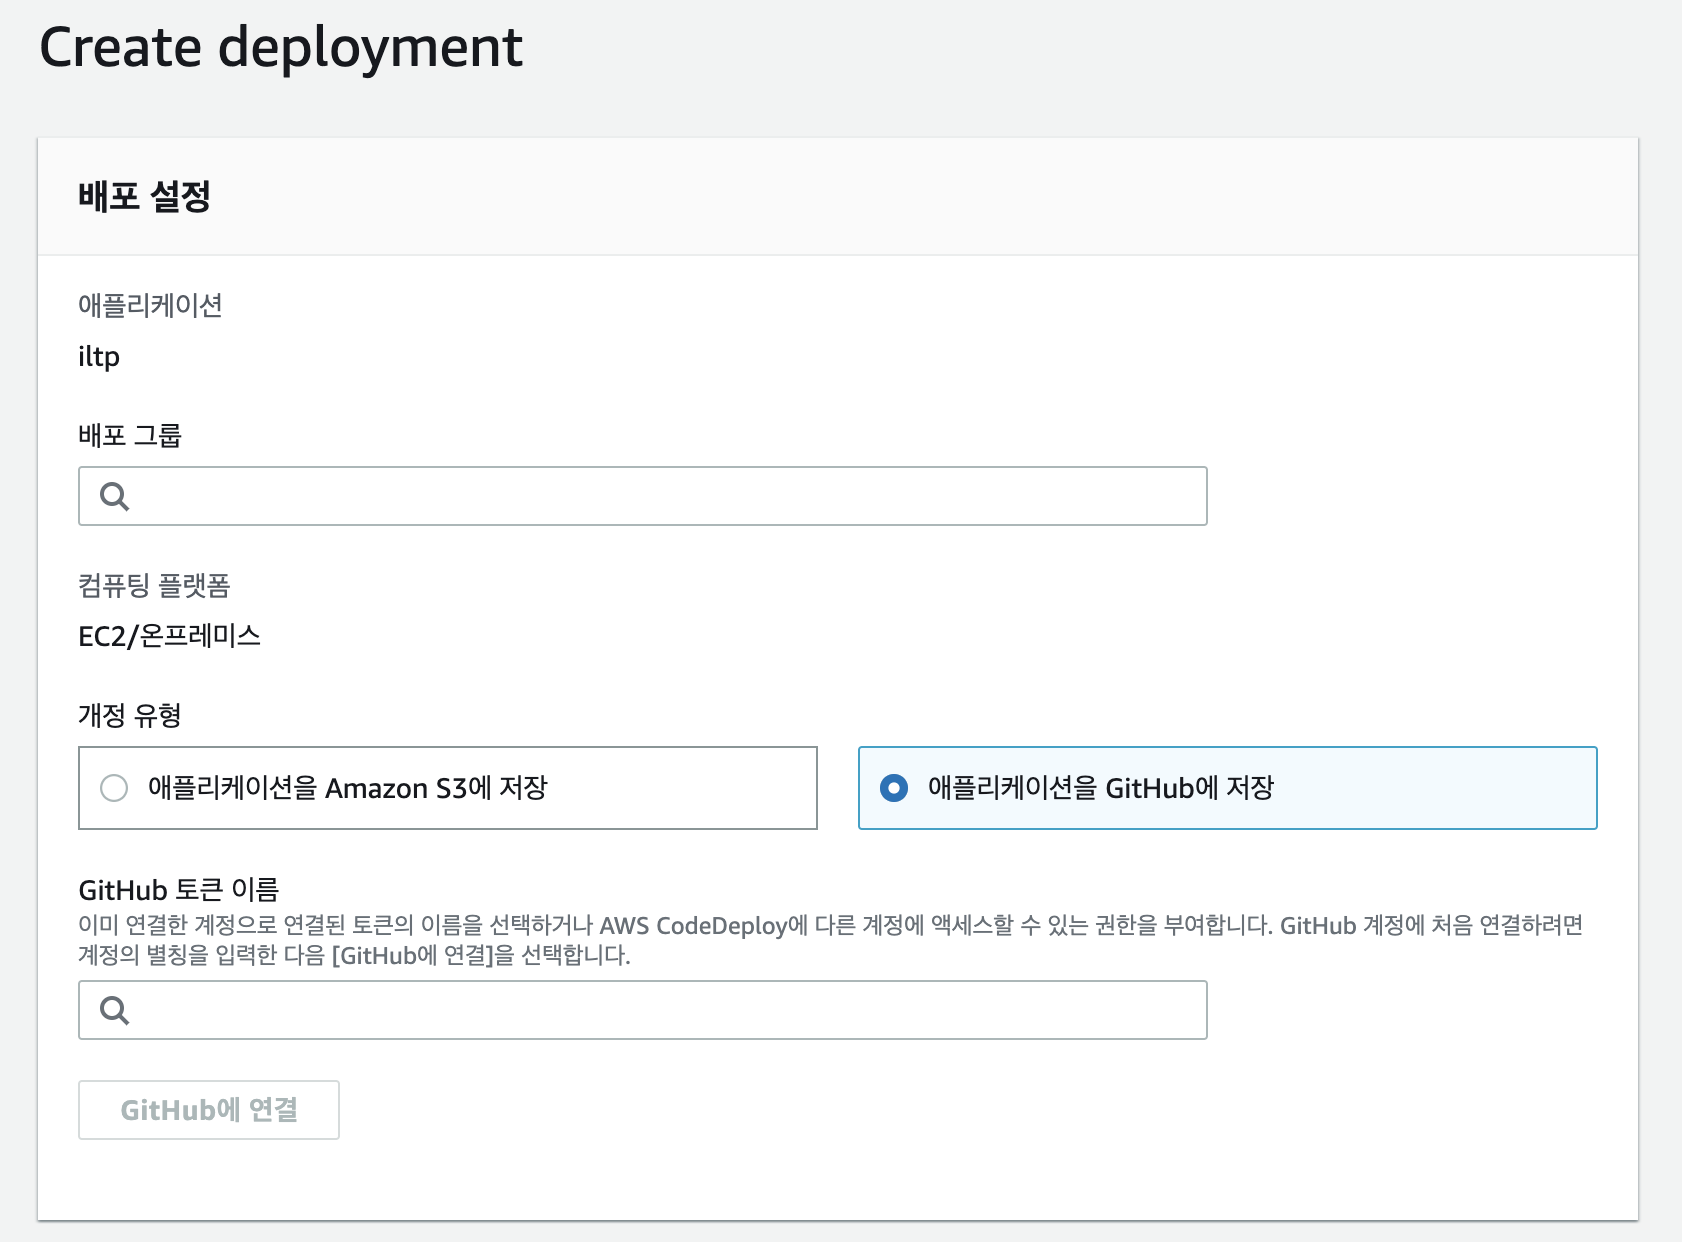 Create deployment
배포 설정
애플리케이션
iltp
배포 그룹
컴퓨팅 플랫폼
EC2/온프레미스
개정 유형
애플리케이션을 Amazon S3에 저장
애플리케이션을 GitHub에 저장
GitHub 토큰 이름
이미 연결한 계정으로 연결된 토큰의 이름을 선택하거나 AWS CodeDeploy에 다른 계정에 액세스할 수 있는 권한을 부여합니다. GitHub 계정에 처음 연결하려면
계정의 별칭을 입력한 다음 [GitHub에 연결]을 선택합니다.
GitHub에 연결